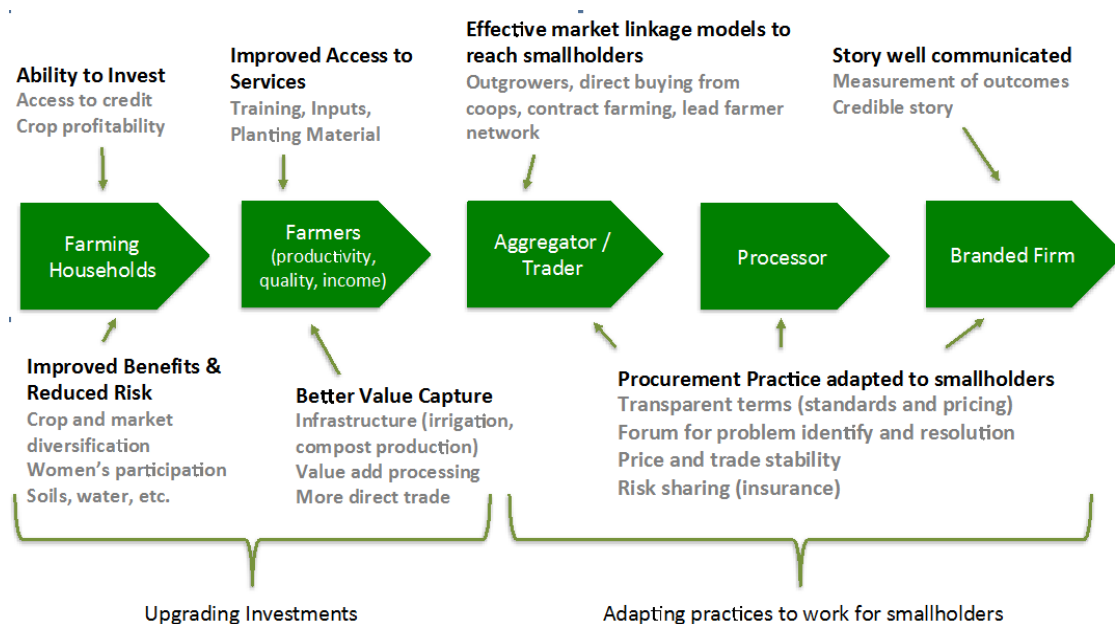 Ability to Invest
Access to credit
Crop profitability
Improved Access to
Services
Training, Inputs,
Planting Material
Effective market linkage models to
reach smallholders
Outgrowers, direct buying from
coops, contract farming, lead farmer
network
Story well communicated
Measurement of outcomes
Credible story
Farming
Households
Farmers
(productivity,
quality, income)
Aggregator /
Trader
Processor
Branded Firm
Improved Benefits &
Reduced Risk
Crop and market
diversification
Women's participation
Soils, water, etc.
Better Value Capture
Infrastructure (irrigation,
compost production)
Value add processing
More direct trade
Procurement Practice adapted to smallholders
Transparent terms (standards and pricing)
Forum for problem identify and resolution
Price and trade stability
Risk sharing (insurance)
Upgrading Investments
Adapting practices to work for smallholders